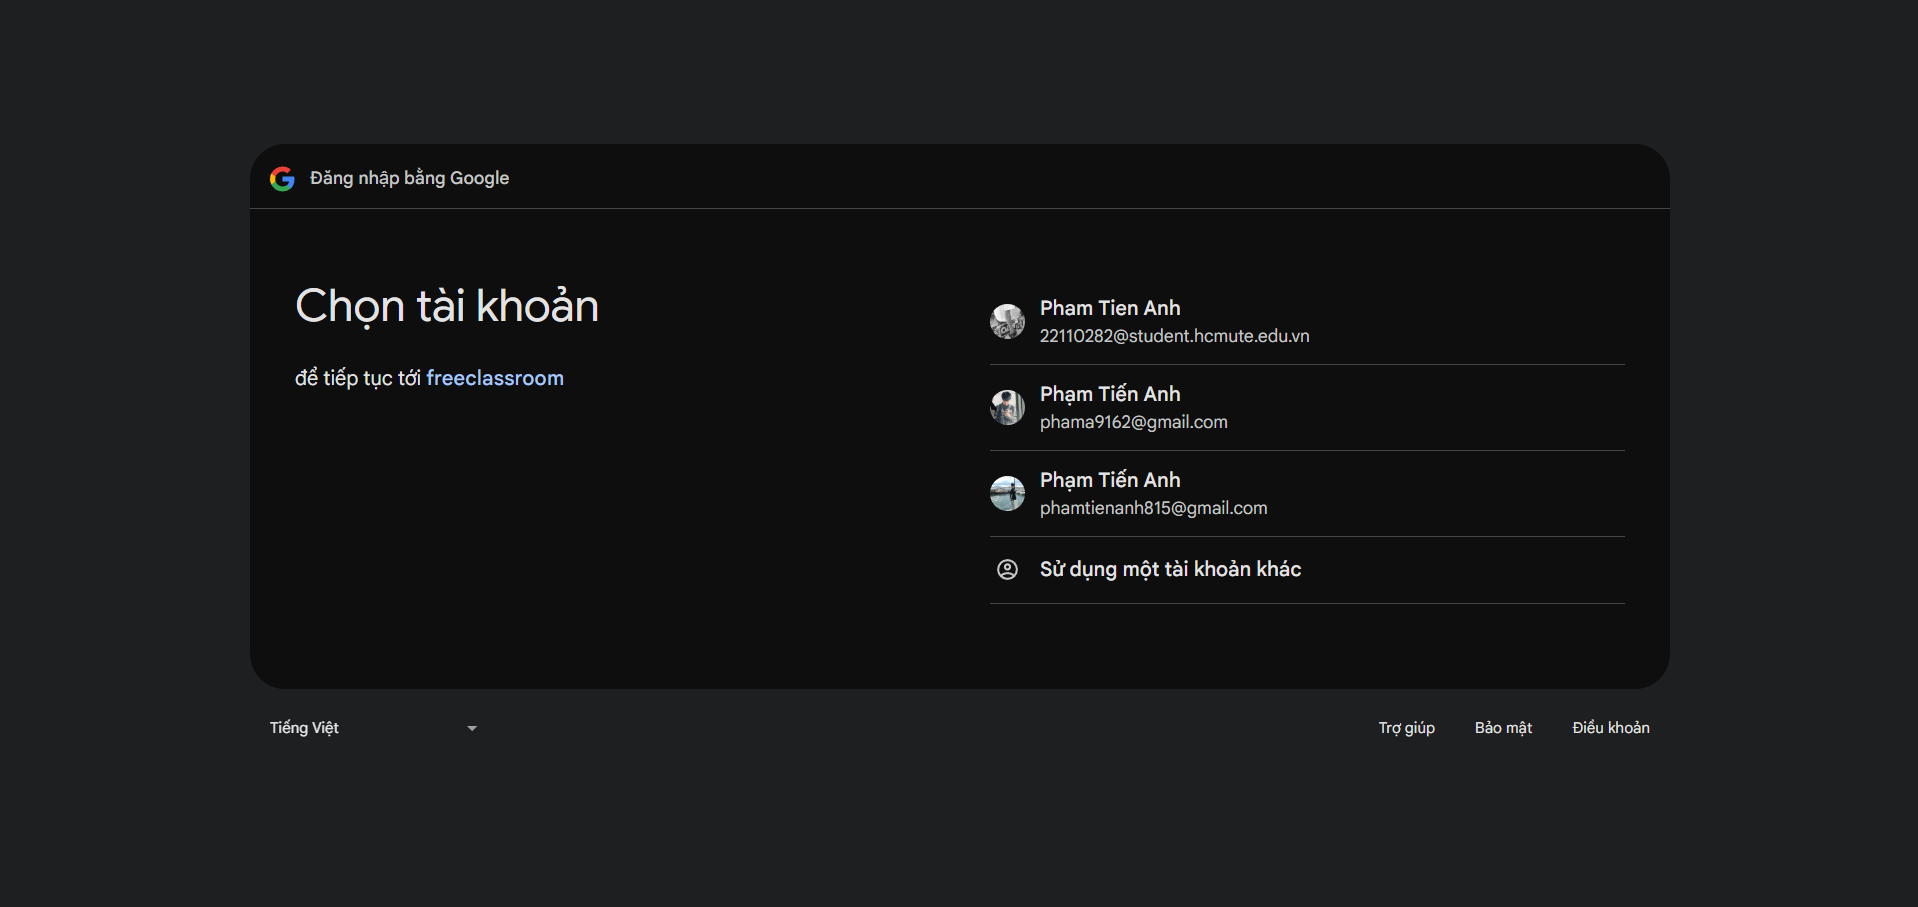 Đăng nhập bằng Google
Chọn tài khoản
để tiếp tục tới freeclassroom
Pham Tien Anh
22110282@student.hcmute.edu.vn
Phạm Tiến Anh
phama9162@gmail.com
Phạm Tiến Anh
phamtienanh815@gmail.com
Sử dụng một tài khoản khác
Tiếng Việt
Trợ giúp
Bảo mật
Điều khoản